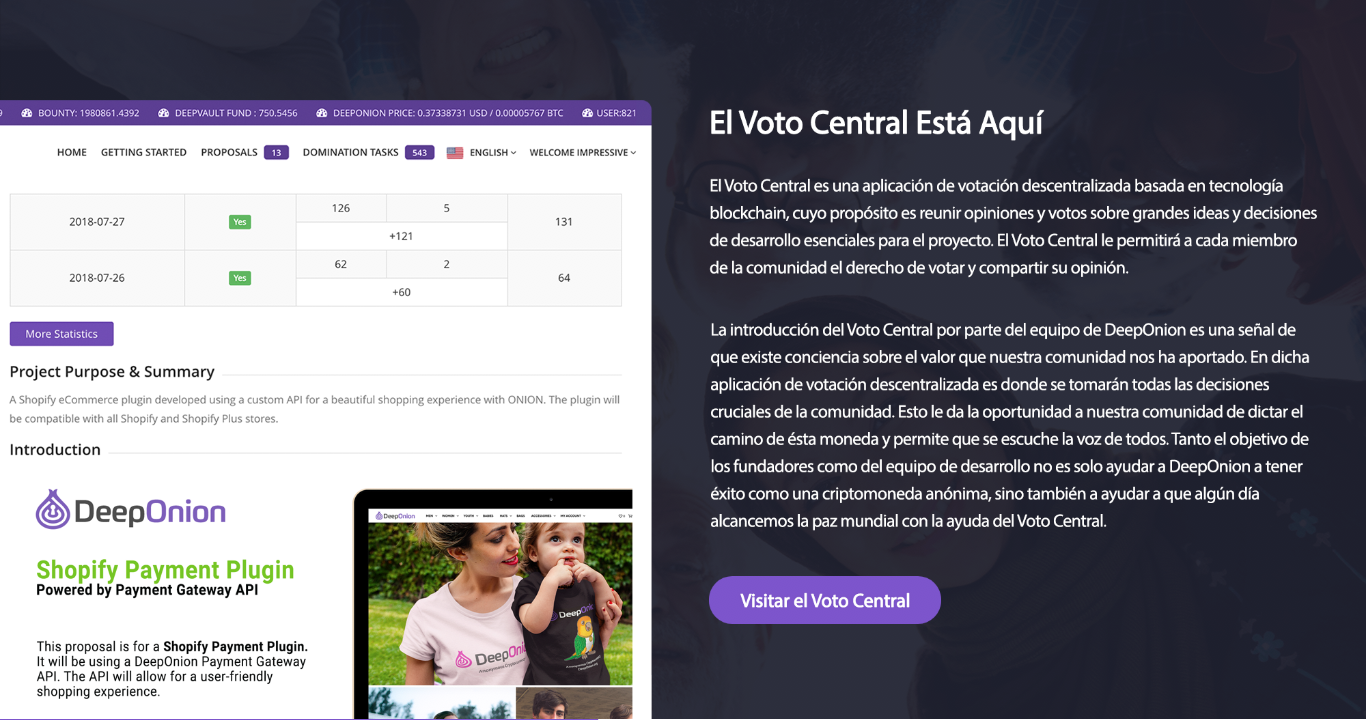 9 BOUNTY: 1980861.4392 DEEPVAULT FUND : 750.5456 DEEPONION PRICE: 0.37338731 USD / 0.00005767 BTC USER:821
HOME GETTING STARTED PROPOSALS 13 DOMINATION TASKS 543 ENGLISH WELCOME IMPRESSIVE
2018-07-27 Yes 126 5 131
+121
2018-07-26 Yes 62 2 64
+60
More Statistics
Project Purpose & Summary
A Shopify eCommerce plugin developed using a custom API for a beautiful shopping experience with ONION. The plugin will
be compatible with all Shopify and Shopify Plus stores.
Introduction
DeepOnion
Shopify Payment Plugin
Powered by Payment Gateway API
This proposal is for a Shopify Payment Plugin.
It will be using a DeepOnion Payment Gateway
API. The API will allow for a user-friendly
shopping experience.
DeepOnion MEN WOMEN YOUTH BABIES HATS BAGS ACCESSORIES MY ACCOUNT
DeepOnio
DeepOnio
El Voto Central Está Aquí
El Voto Central es una aplicación de votación descentralizada basada en tecnología
blockchain, cuyo propósito es reunir opiniones y votos sobre grandes ideas y decisiones
de desarrollo esenciales para el proyecto. El Voto Central le permitirá a cada miembro
de la comunidad el derecho de votar y compartir su opinión.
La introducción del Voto Central por parte del equipo de DeepOnion es una señal de
que existe conciencia sobre el valor que nuestra comunidad nos ha aportado. En dicha
aplicación de votación descentralizada es donde se tomarán todas las decisiones
cruciales de la comunidad. Esto le da la oportunidad a nuestra comunidad de dictar el
camino de ésta moneda y permite que se escuche la voz de todos. Tanto el objetivo de
los fundadores como del equipo de desarrollo no es solo ayudar a DeepOnion a tener
éxito como una criptomoneda anónima, sino también a ayudar a que algún día
alcancemos la paz mundial con la ayuda del Voto Central.
Visitar el Voto Central